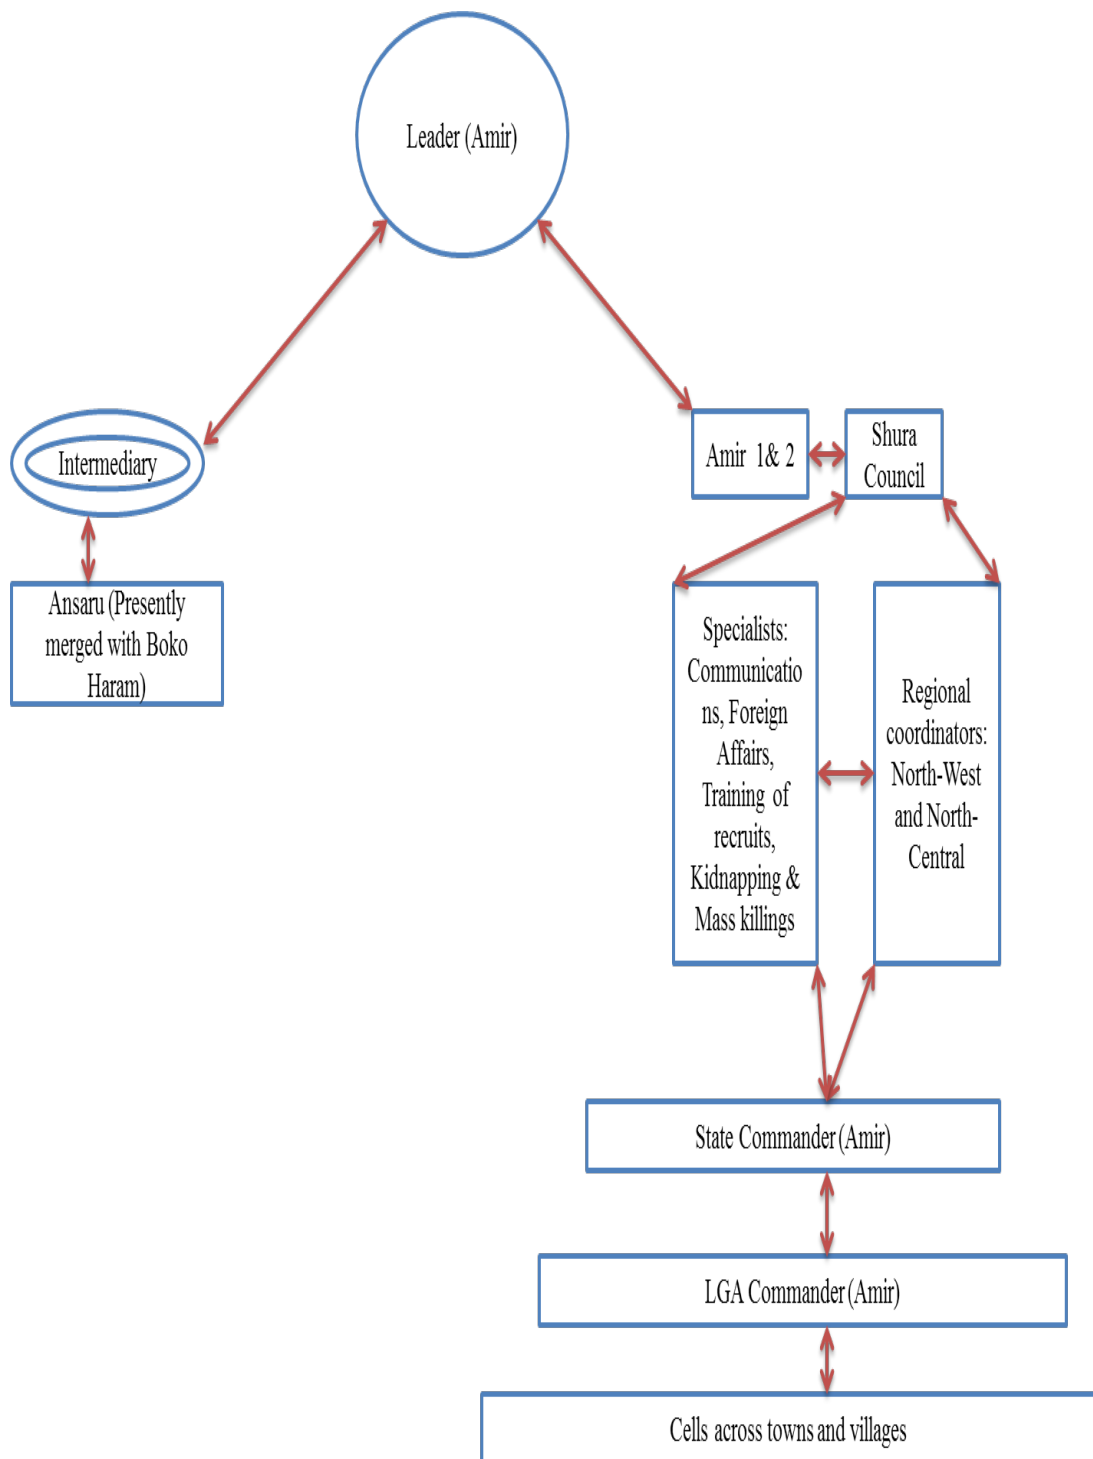 Leader (Amir)
Intermediary
Ansaru (Presently
merged with Boko
Haram)
Amir 1& 2
Shura
Council
Specialists:
Communicatio
ns, Foreign
Affairs,
Training of
recruits,
Kidnapping &
Mass killings
Regional
coordinators:
North-West
and North-
Central
State Commander (Amir)
LGA Commander (Amir)
Cells across towns and villages